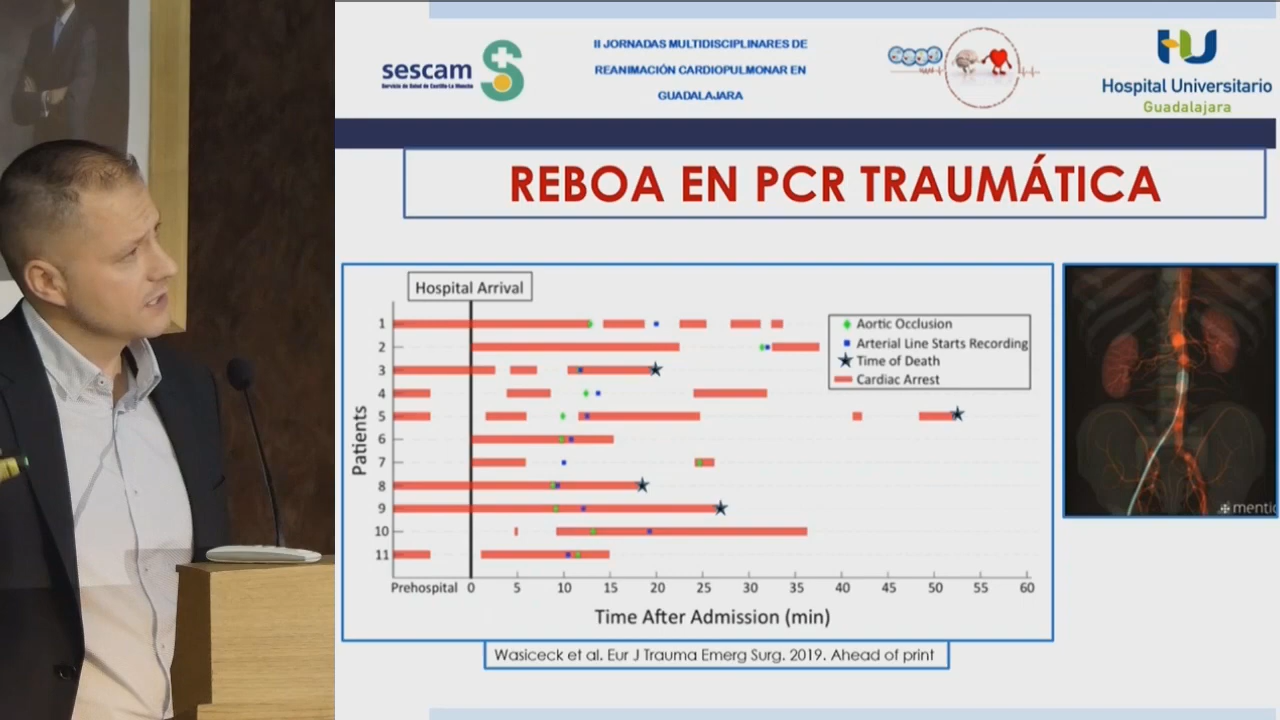 sescam
Servicio de Salud de Castilla-La Mancha
II JORNADAS MULTIDISCIPLINARES DE
REANIMACIÓN CARDIOPULMONAR EN
GUADALAJARA
Hospital Universitario
Guadalajara
REBOA EN PCR TRAUMÁTICA
Hospital Arrival
Aortic Occlusion
Arterial Line Starts Recording
Time of Death
Cardiac Arrest
Patients
1
2
3
4
5
6
7
8
9
10
11
Prehospital 0 5 10 15 20 25 30 35 40 45 50 55 60
Time After Admission (min)
mentic
Wasiceck et al. Eur J Trauma Emerg Surg. 2019. Ahead of print